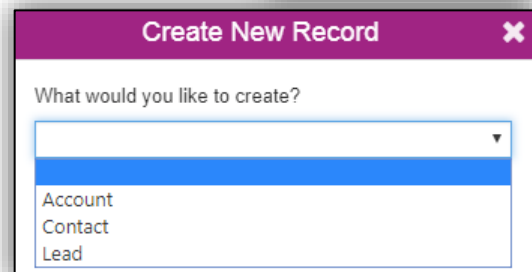 Create New Record
What would you like to create?
Account
Contact
Lead